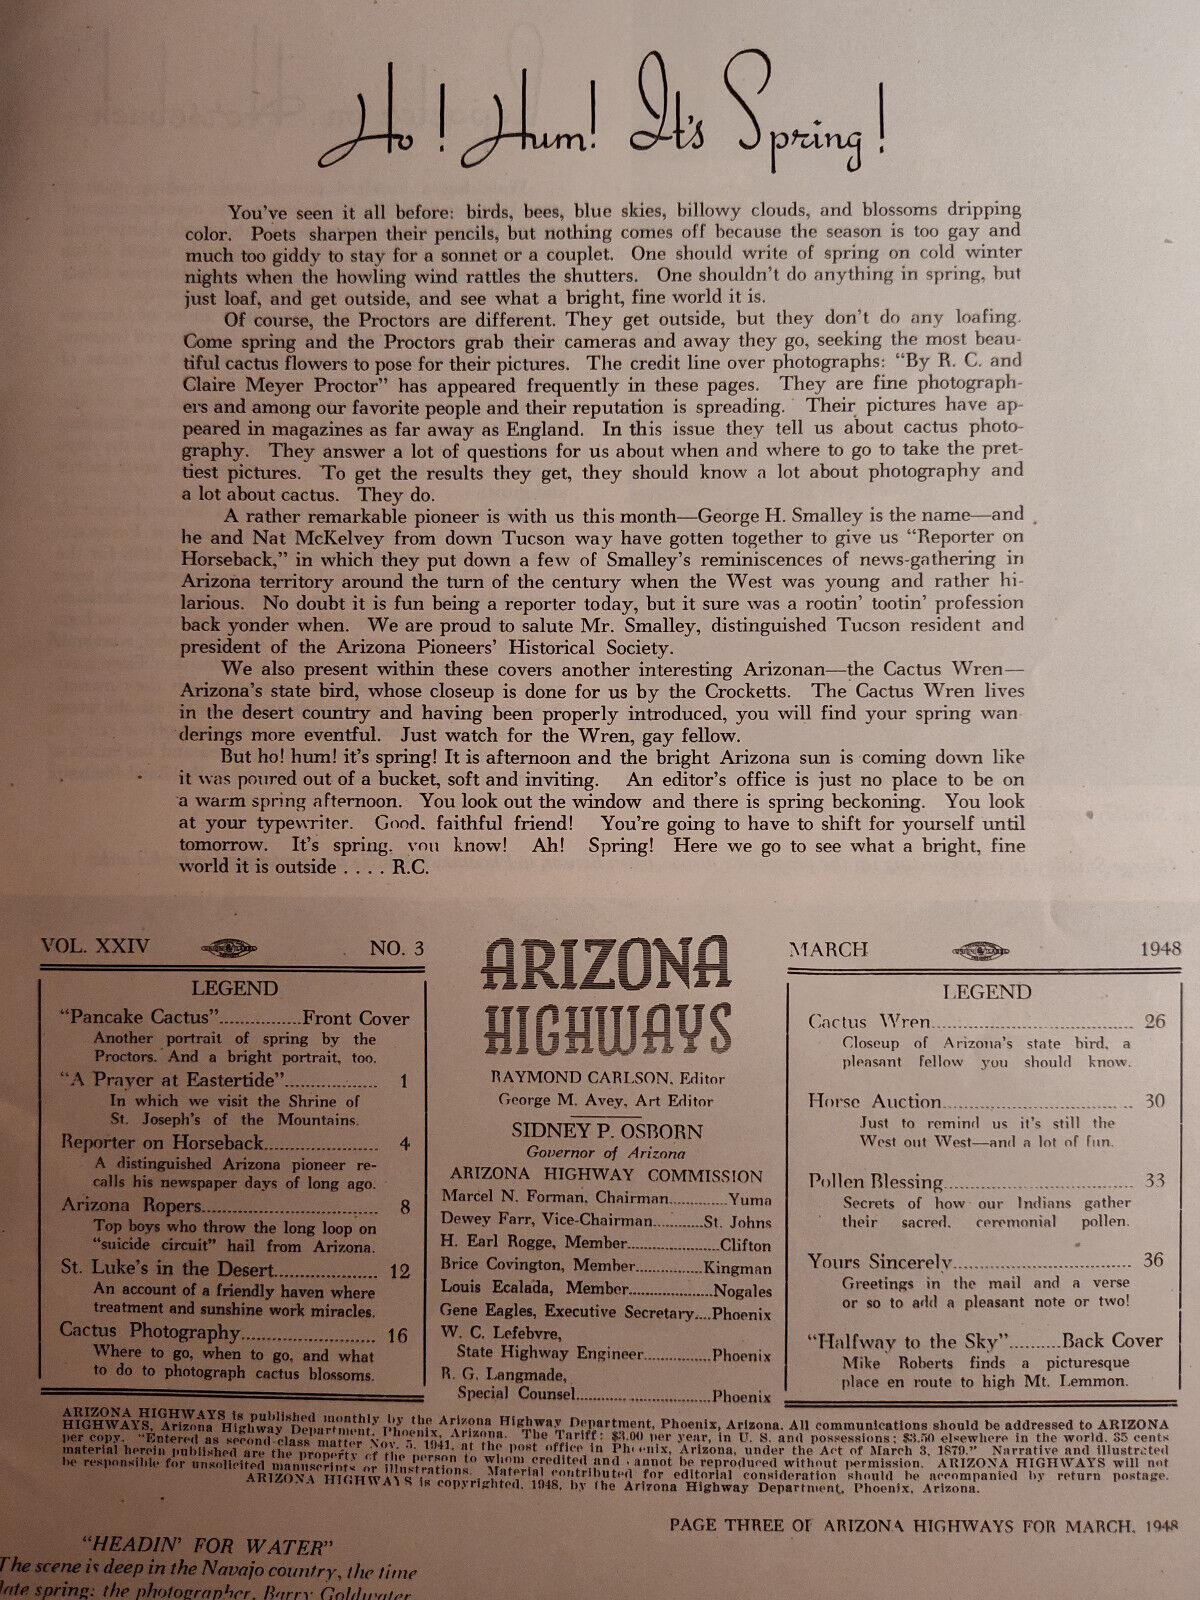 Ho! Hum! It's Spring!
You've seen it all before: birds, bees, blue skies, billowy clouds, and blossoms dripping
color. Poets sharpen their pencils, but nothing comes off because the season is too gay and
much too giddy to stay for a sonnet or a couplet. One should write of spring on cold winter
nights when the howling wind rattles the shutters. One shouldn't do anything in spring, but
just loaf, and get outside, and see what a bright, fine world it is.
Of course, the Proctors are different. They get outside, but they don't do any loafing.
Come spring and the Proctors grab their cameras and away they go, seeking the most beau-
tiful cactus flowers to pose for their pictures. The credit line over photographs: "By R. C. and
Claire Meyer Proctor" has appeared frequently in these pages. They are fine photograph-
ers and among our favorite people and their reputation is spreading. Their pictures have ap-
peared in magazines as far away as England. In this issue they tell us about cactus photo-
graphy. They answer a lot of questions for us about when and where to go to take the pret-
tiest pictures. To get the results they get, they should know a lot about photography and
a lot about cactus. They do.
A rather remarkable pioneer is with us this month—George H. Smalley is the name—and
he and Nat McKelvey from down Tucson way have gotten together to give us "Reporter on
Horseback," in which they put down a few of Smalley's reminiscences of news-gathering in
Arizona territory around the turn of the century when the West was young and rather hi-
larious. No doubt it is fun being a reporter today, but it sure was a rootin' tootin' profession
back yonder when. We are proud to salute Mr. Smalley, distinguished Tucson resident and
president of the Arizona Pioneers' Historical Society.
We also present within these covers another interesting Arizonan—the Cactus Wren—
Arizona's state bird, whose closeup is done for us by the Crocketts. The Cactus Wren lives
in the desert country and having been properly introduced, you will find your spring wan
derings more eventful. Just watch for the Wren, gay fellow.
But ho! hum! it's spring! It is afternoon and the bright Arizona sun is coming down like
it was poured out of a bucket, soft and inviting. An editor's office is just no place to be on
a warm spring afternoon. You look out the window and there is spring beckoning. You look
at your typewriter. Good, faithful friend! You're going to have to shift for yourself until
tomorrow. It's spring, you know! Ah! Spring! Here we go to see what a bright, fine
world it is outside . . . . R.C.
VOL. XXIV NO. 3
LEGEND
"Pancake Cactus"................Front Cover
Another portrait of spring by the
Proctors. And a bright portrait, too.
"A Prayer at Eastertide".................. 1
In which we visit the Shrine of
St. Joseph's of the Mountains.
Reporter on Horseback...................... 4
A distinguished Arizona pioneer re-
calls his newspaper days of long ago.
Arizona Ropers.................................. 8
Top boys who throw the long loop on
"suicide circuit" hail from Arizona.
St. Luke's in the Desert.................... 12
An account of a friendly haven where
treatment and sunshine work miracles.
Cactus Photography.......................... 16
Where to go, when to go, and what
to do to photograph cactus blossoms.
ARIZONA
HIGHWAYS
RAYMOND CARLSON, Editor
George M. Avey, Art Editor
SIDNEY P. OSBORN
Governor of Arizona
ARIZONA HIGHWAY COMMISSION
Marcel N. Forman, Chairman............Yuma
Dewey Farr, Vice-Chairman..........St. Johns
H. Earl Rogge, Member.....................Clifton
Brice Covington, Member...............Kingman
Louis Ecalada, Member...................Nogales
Gene Eagles, Executive Secretary....Phoenix
W. C. Lefebvre,
State Highway Engineer...............Phoenix
R. G. Langmade,
Special Counsel..............................Phoenix
MARCH 1948
LEGEND
Cactus Wren...................................... 26
Closeup of Arizona's state bird, a
pleasant fellow you should know.
Horse Auction.................................... 30
Just to remind us it's still the
West out West—and a lot of fun.
Pollen Blessing................................... 33
Secrets of how our Indians gather
their sacred, ceremonial pollen.
Yours Sincerely.................................. 36
Greetings in the mail and a verse
or so to add a pleasant note or two!
"Halfway to the Sky"..........Back Cover
Mike Roberts finds a picturesque
place en route to high Mt. Lemmon.
ARIZONA HIGHWAYS is published monthly by the Arizona Highway Department, Phoenix, Arizona. All communications should be addressed to ARIZONA
HIGHWAYS, Arizona Highway Department, Phoenix, Arizona. The Tariff: $3.00 per year, in U. S. and possessions; $3.50 elsewhere in the world. 35 cents
per copy. "Entered as second-class matter Nov. 5, 1941, at the post office in Phoenix, Arizona, under the Act of March 3, 1879." Narrative and illustrated
material herein published are the property of the person to whom credited and cannot be reproduced without permission. ARIZONA HIGHWAYS will not
be responsible for unsolicited manuscripts or illustrations. Material contributed for editorial consideration should be accompanied by return postage.
ARIZONA HIGHWAYS is copyrighted, 1948, by the Arizona Highway Department, Phoenix, Arizona.
PAGE THREE OF ARIZONA HIGHWAYS FOR MARCH, 1948
"HEADIN' FOR WATER"
The scene is deep in the Navajo country, the time
late spring; the photographer, Barry Goldwater